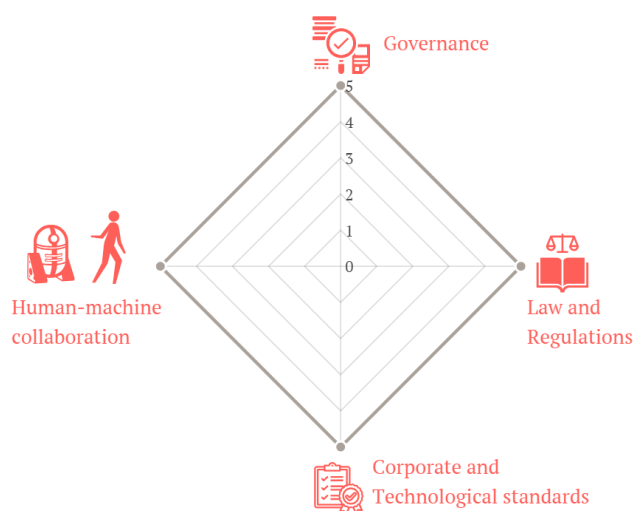 Governance
5
4
3
2
1
0
Human-machine
collaboration
Law and
Regulations
Corporate and
Technological standards